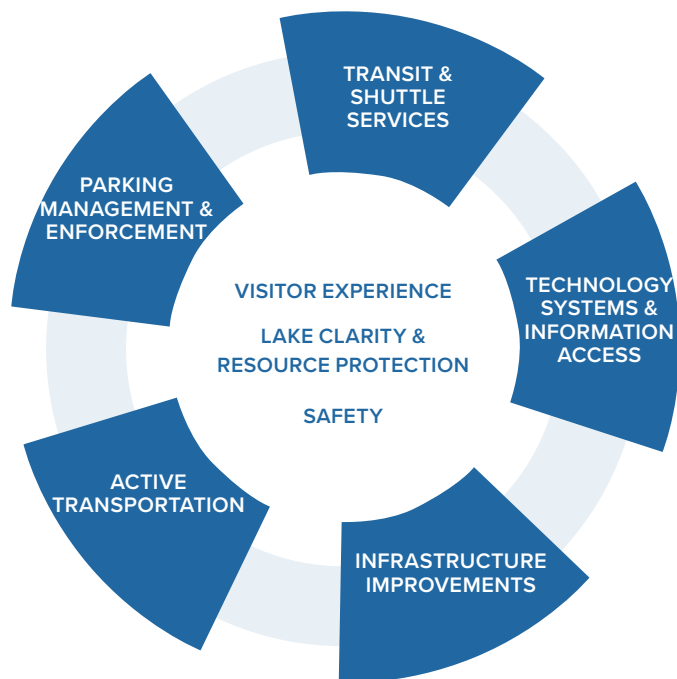 TRANSIT &
SHUTTLE
SERVICES
PARKING
MANAGEMENT &
ENFORCEMENT
TECHNOLOGY
SYSTEMS &
INFORMATION
ACCESS
VISITOR EXPERIENCE
LAKE CLARITY &
RESOURCE PROTECTION
SAFETY
ACTIVE
TRANSPORTATION
INFRASTRUCTURE
IMPROVEMENTS